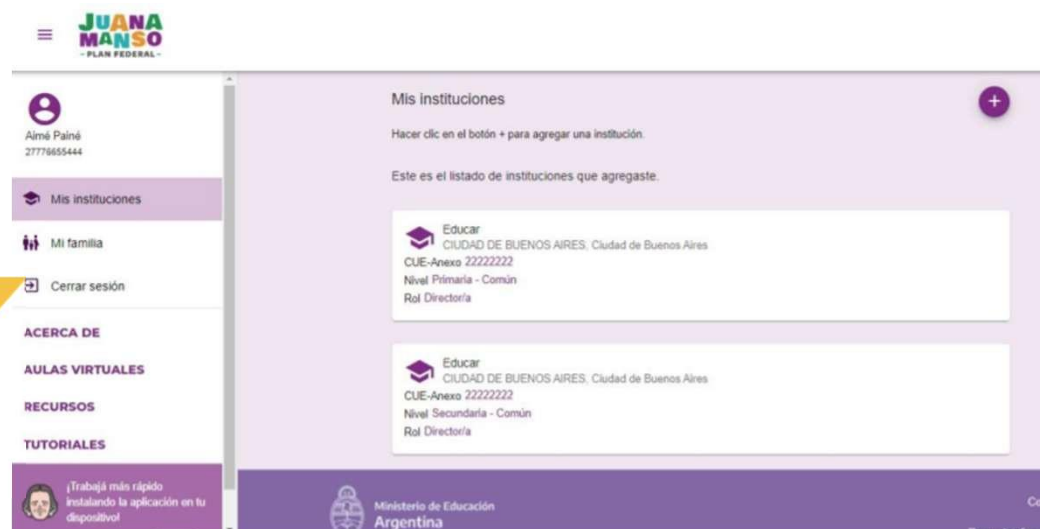 JUANA
MANSO
- PLAN FEDERAL -
Aimé Painé
27776655444
Mis instituciones
Mi familia
Cerrar sesión
ACERCA DE
AULAS VIRTUALES
RECURSOS
TUTORIALES
¡Trabajá más rápido
instalando la aplicación en tu
dispositivo!
Mis instituciones
+
Hacer clic en el botón + para agregar una institución.
Este es el listado de instituciones que agregaste.
Educar
CIUDAD DE BUENOS AIRES, Ciudad de Buenos Aires
CUE-Anexo 22222222
Nivel Primaria - Común
Rol Director/a
Educar
CIUDAD DE BUENOS AIRES, Ciudad de Buenos Aires
CUE-Anexo 22222222
Nivel Secundaria - Común
Rol Director/a
Ministerio de Educación
Argentina